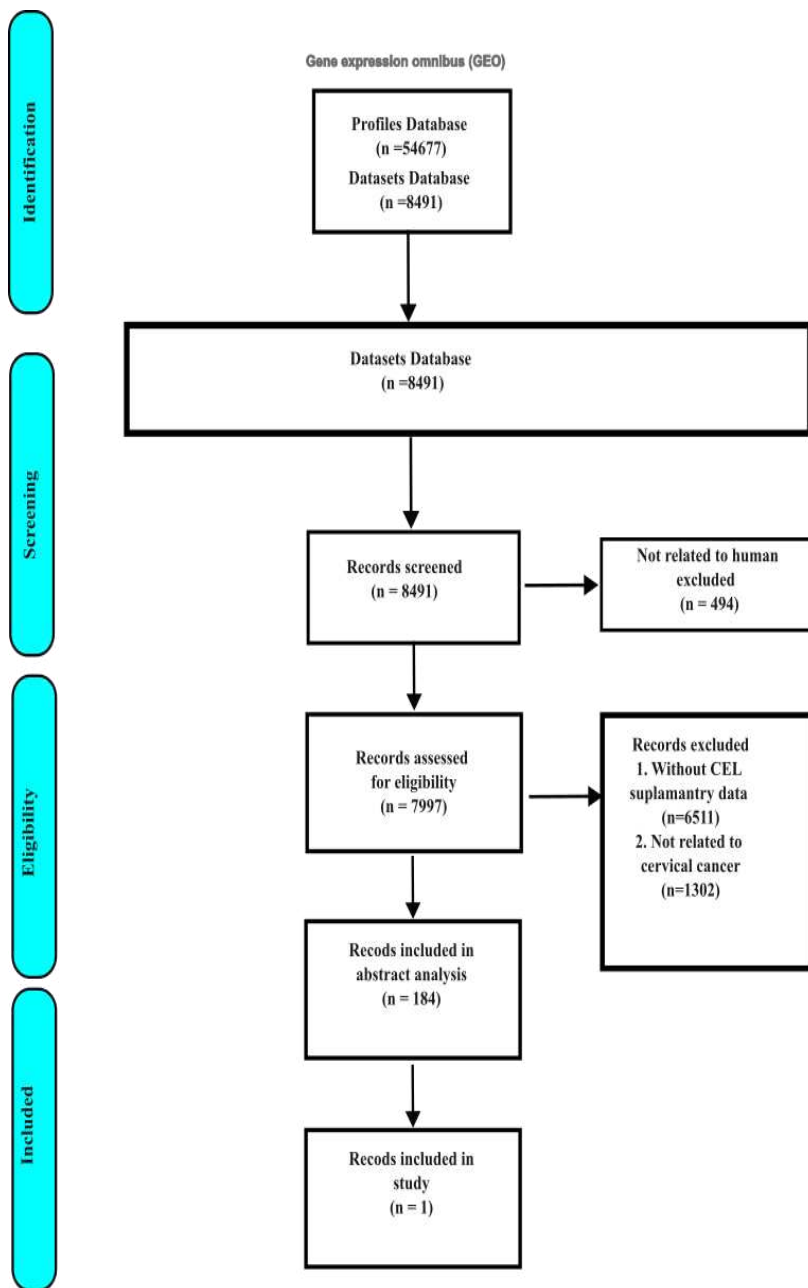 Gene expression omnibus (GEO)
Identification
Profiles Database
(n =54677)
Datasets Database
(n =8491)
Datasets Database
(n =8491)
Screening
Records screened
(n = 8491)
Not related to human
excluded
(n = 494)
Eligibility
Records assessed
for eligibility
(n = 7997)
Records excluded
1. Without CEL
suplamantry data
(n=6511)
2. Not related to
cervical cancer
(n=1302)
Recods included in
abstract analysis
(n = 184)
Included
Recods included in
study
(n = 1)